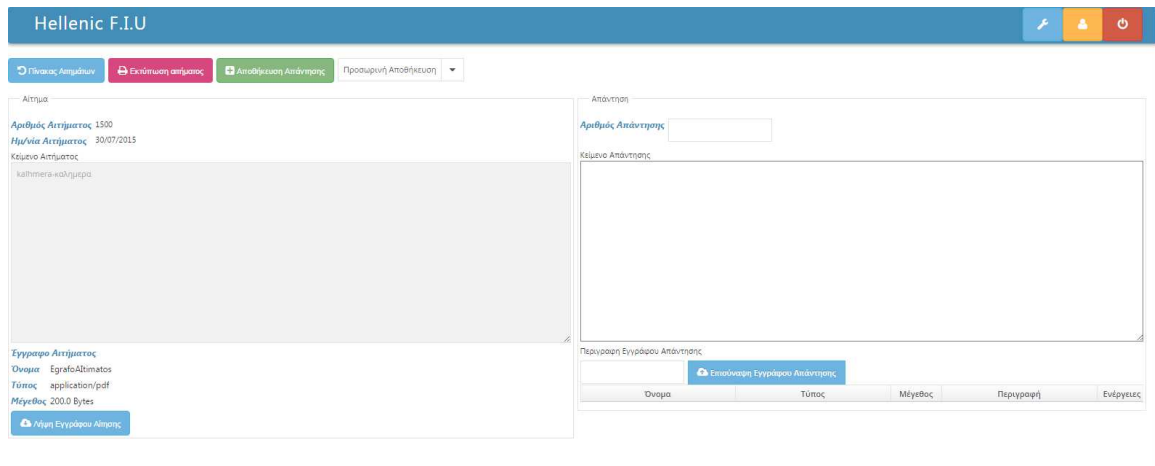 Hellenic F.I.U
Πίνακας Αιτημάτων Εκτύπωση αιτήματος Αποθήκευση Απάντησης Προσωρινή Αποθήκευση
Αίτημα
Αριθμός Αιτήματος 1500
Ημ/νία Αιτήματος 30/07/2015
Κείμενο Αιτήματος
kalhmera-καλημερα
Έγγραφο Αιτήματος
Όνομα EgrafoAItimatos
Τύπος application/pdf
Μέγεθος 200.0 Bytes
Λήψη Εγγράφου Αίτησης
Απάντηση
Αριθμός Απάντησης
Κείμενο Απάντησης
Περιγραφη Εγγράφου Απάντησης
Επισύναψη Εγγράφου Απάντησης
Όνομα Τύπος Μέγεθος Περιγραφή Ενέργειες